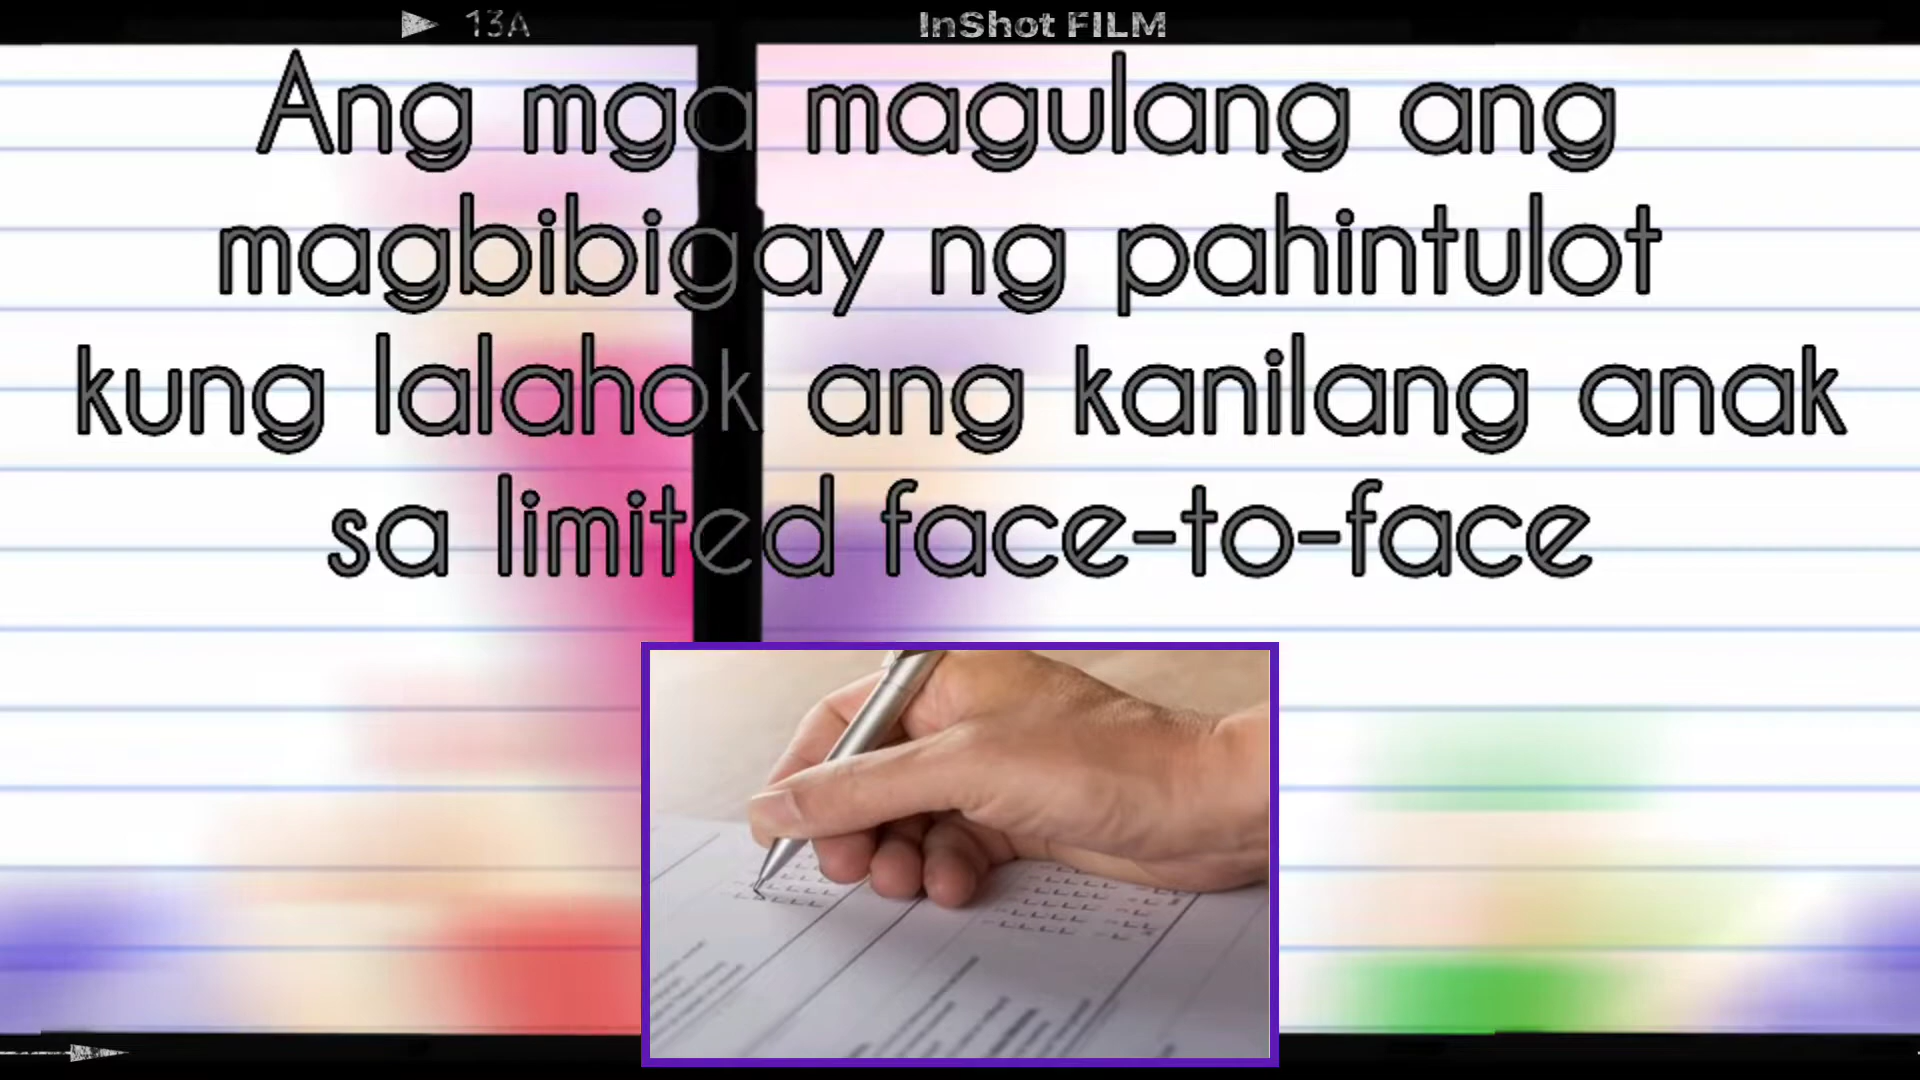 13A InShot FILM
Ang mga magulang ang
magbibigay ng pahintulot
kung lalahok ang kanilang anak
sa limited face-to-face